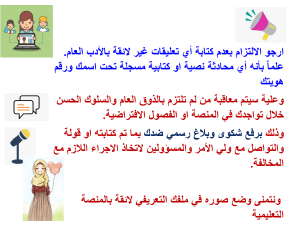 ارجو الالتزام بعدم كتابة أي تعليقات غير لائقة بالأدب العام.
علماً بأنه أي محادثة نصية او كتابية مسجلة تحت اسمك ورقم
هويتك
وعلية سيتم معاقبة من لم تلتزم بالذوق العام والسلوك الحسن
خلال تواجدك في المنصة او الفصول الافتراضية.
وذلك برفع شكوى وبلاغ رسمي ضدك بما تم كتابته او قولة
والتواصل مع ولي الأمر والمسؤولين لاتخاذ الاجراء اللازم مع
المخالفة.
ونتمنى وضع صوره في ملفك التعريفي لائقة بالمنصة
التعليمية